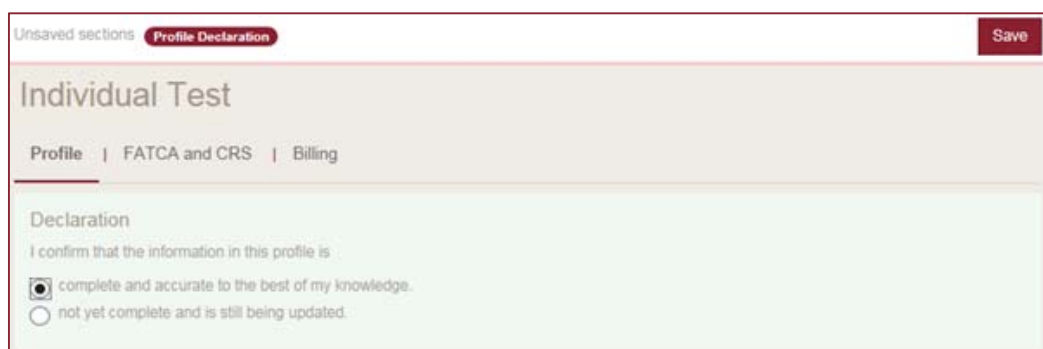 Unsaved sections Profile Declaration Save
Individual Test
Profile | FATCA and CRS | Billing
Declaration
I confirm that the information in this profile is
complete and accurate to the best of my knowledge.
not yet complete and is still being updated.